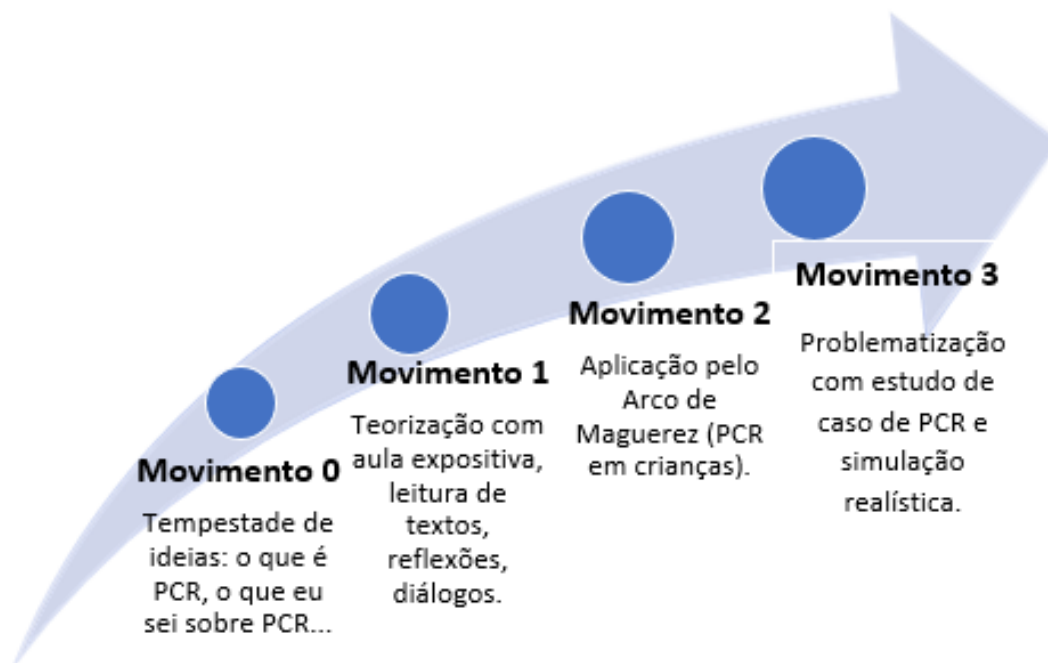 Movimento 0
Tempestade de
ideias: o que é
PCR, o que eu
sei sobre PCR...
Movimento 1
Teorização com
aula expositiva,
leitura de
textos,
reflexões,
diálogos.
Movimento 2
Aplicação pelo
Arco de
Maguerez (PCR
em crianças).
Movimento 3
Problematização
com estudo de
caso de PCR e
simulação
realística.